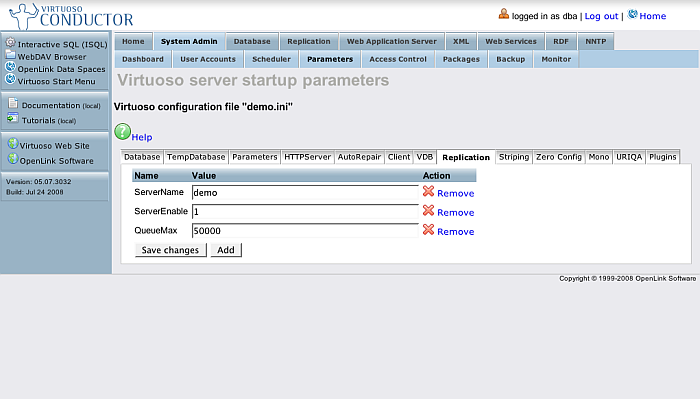 VIRTUOSO
CONDUCTOR
logged in as dba | Log out | Home
Interactive SQL (ISQL)
WebDAV Browser
OpenLink Data Spaces
Virtuoso Start Menu
Documentation (local)
Tutorials (local)
Virtuoso Web Site
OpenLink Software
Version: 05.07.3032
Build: Jul 24 2008
Home System Admin Database Replication Web Application Server XML Web Services RDF NNTP
Dashboard User Accounts Scheduler Parameters Access Control Packages Backup Monitor
Virtuoso server startup parameters
Virtuoso configuration file "demo.ini"
? Help
Database TempDatabase Parameters HTTPServer AutoRepair Client VDB Replication Striping Zero Config Mono URIQA Plugins
Name Value Action
ServerName demo Remove
ServerEnable 1 Remove
QueueMax 50000 Remove
Save changes Add
Copyright © 1999-2008 OpenLink Software